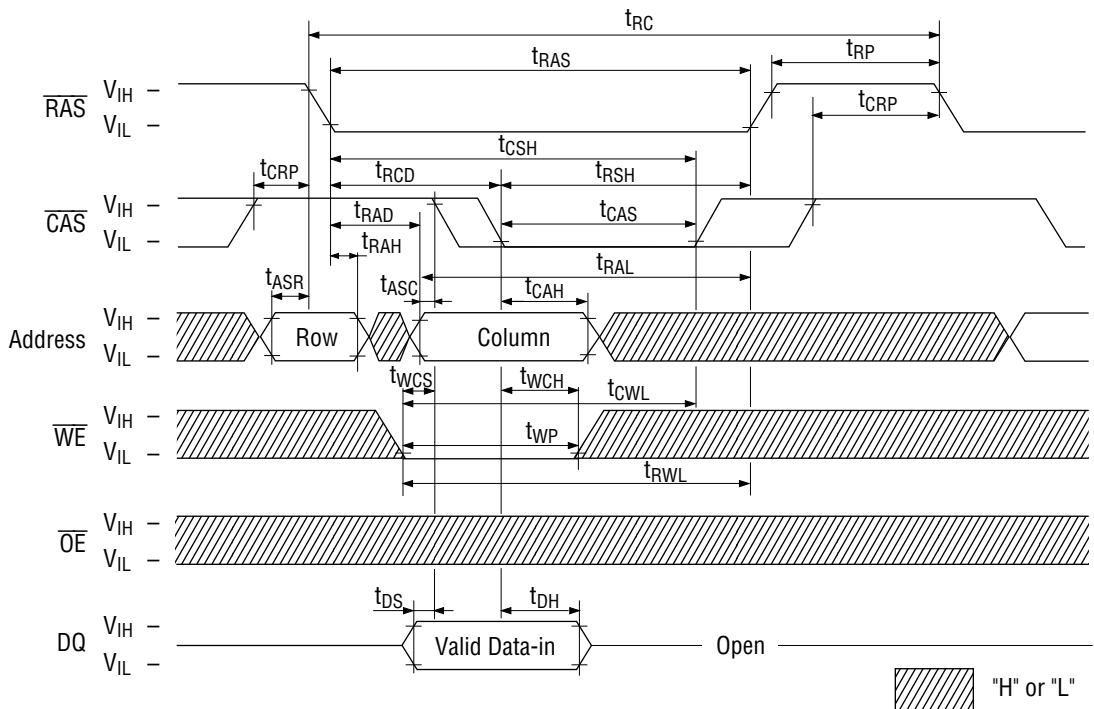 tRC
tRAS
tRP
RAS
VIH –
VIL –
tCRP
tCSH
tCRP
tRCD
tRSH
CAS
VIH –
VIL –
tRAD
tCAS
tRAH
tRAL
tASR
tASC
tCAH
Address
VIH –
VIL –
Row
Column
tWCS
tWCH
tCWL
WE
VIH –
VIL –
tWP
tRWL
OE
VIH –
VIL –
tDS
tDH
DQ
VIH –
VIL –
Valid Data-in
Open
"H" or "L"